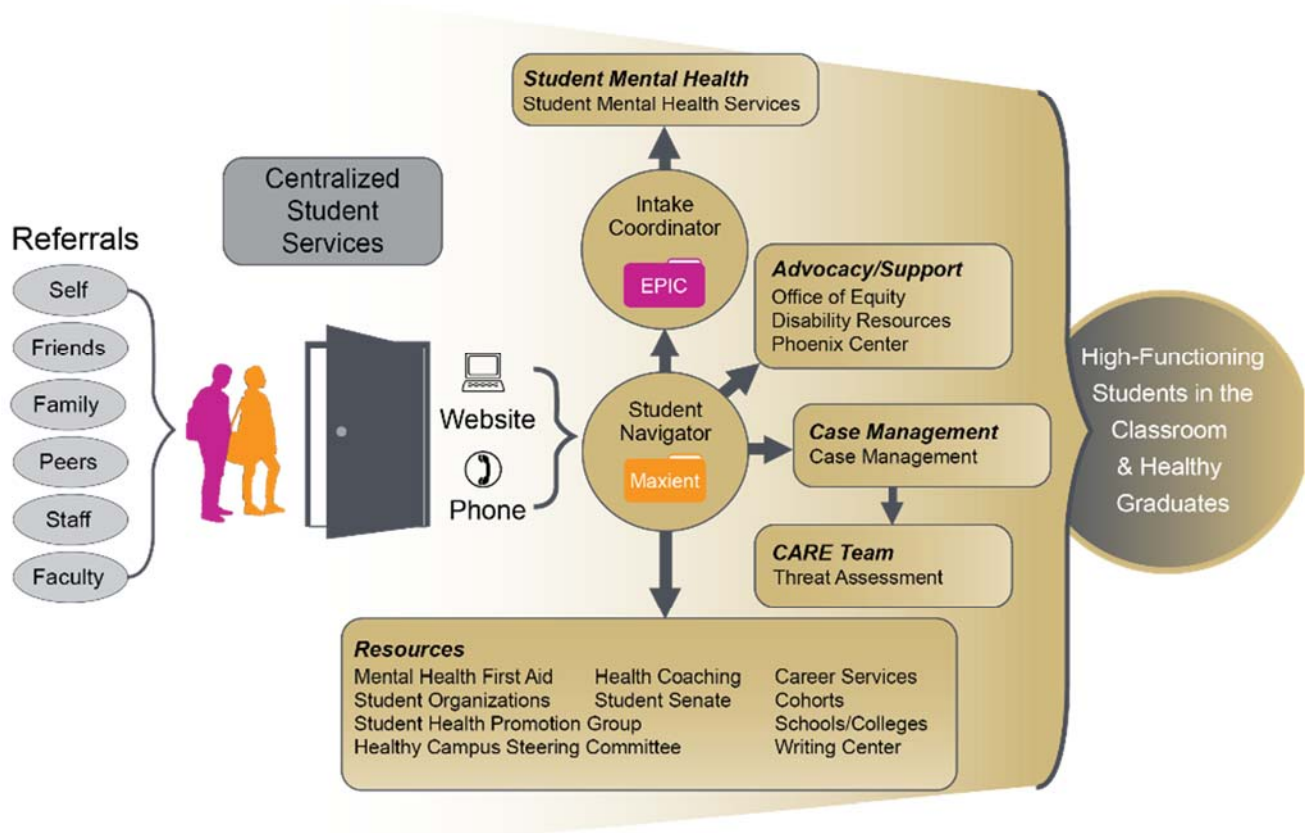 Referrals
Self
Friends
Family
Peers
Staff
Faculty
Centralized
Student
Services
Website
Phone
Student Mental Health
Student Mental Health Services
Intake
Coordinator
EPIC
Student
Navigator
Maxient
Advocacy/Support
Office of Equity
Disability Resources
Phoenix Center
Case Management
Case Management
CARE Team
Threat Assessment
Resources
Mental Health First Aid Health Coaching Career Services
Student Organizations Student Senate Cohorts
Student Health Promotion Group Schools/Colleges
Healthy Campus Steering Committee Writing Center
High-Functioning
Students in the
Classroom
& Healthy
Graduates